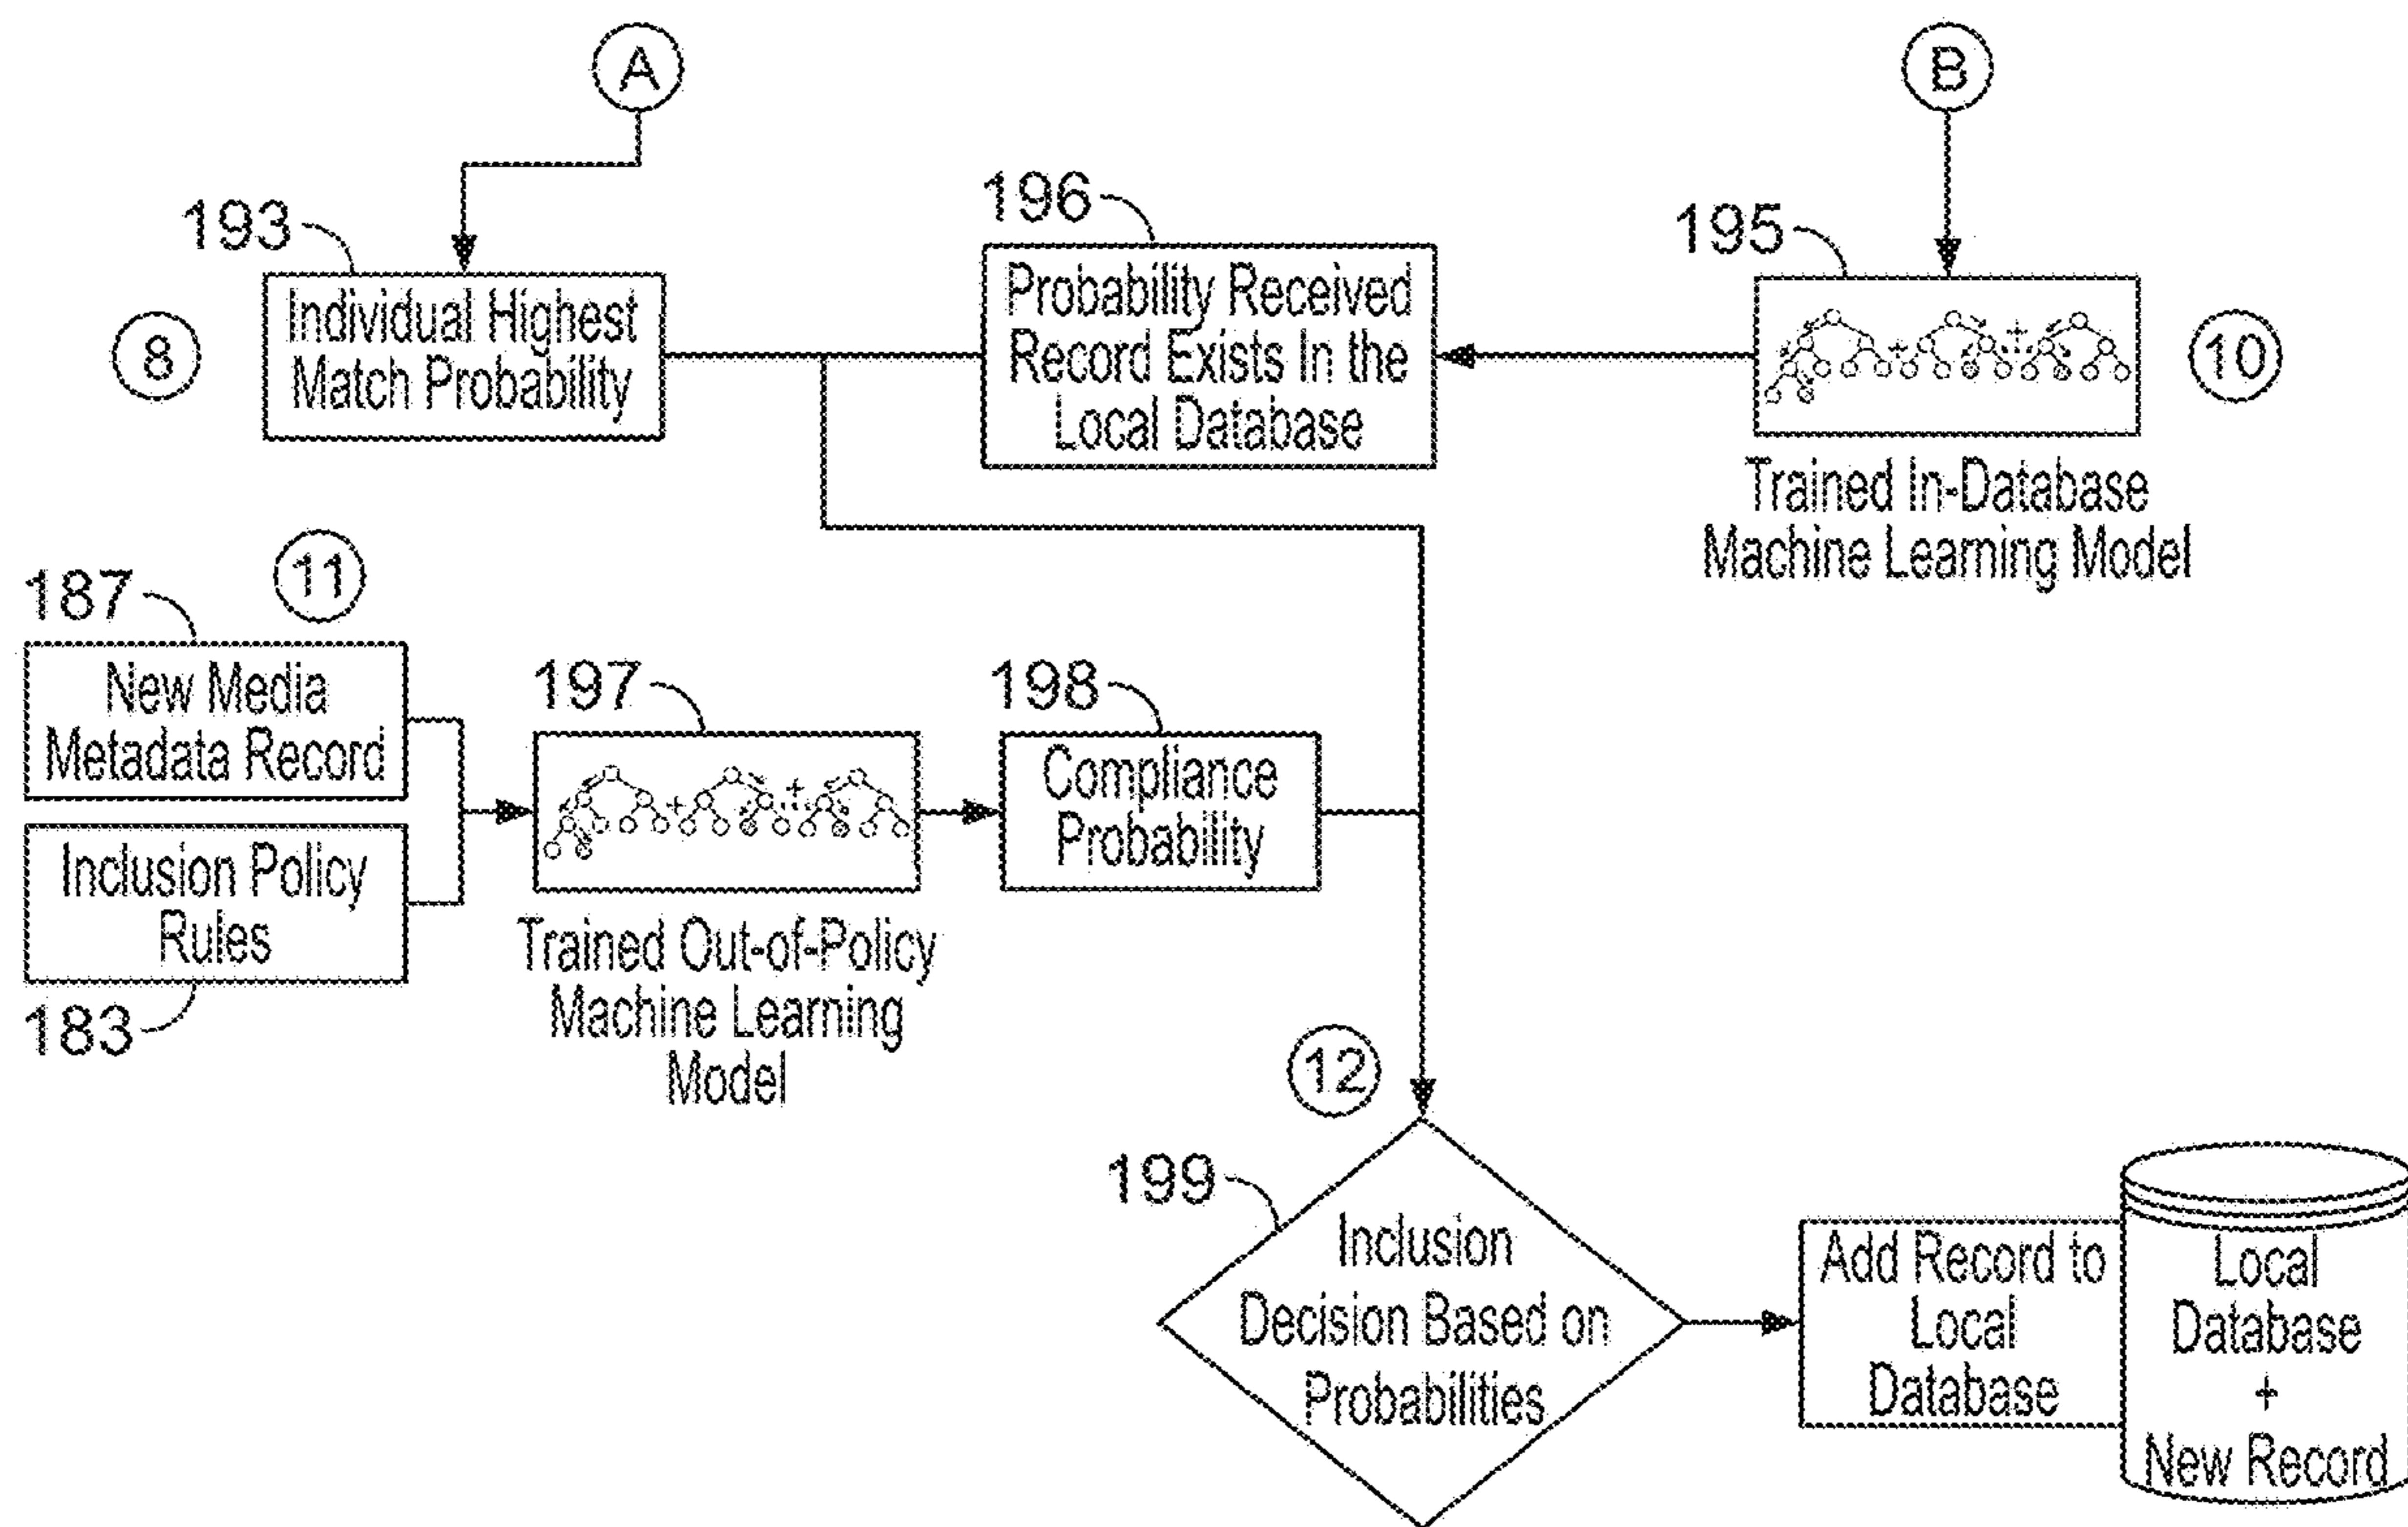 A
B
193
Individual Highest
Match Probability
8
196
Probability Received
Record Exists In the
Local Database
195
10
Trained In-Database
Machine Learning Model
11
187
New Media
Metadata Record
Inclusion Policy
Rules
183
197
Trained Out-of-Policy
Machine Learning
Model
198
Compliance
Probability
12
199
Inclusion
Decision Based on
Probabilities
Add Record to
Local
Database
Local
Database
+
New Record